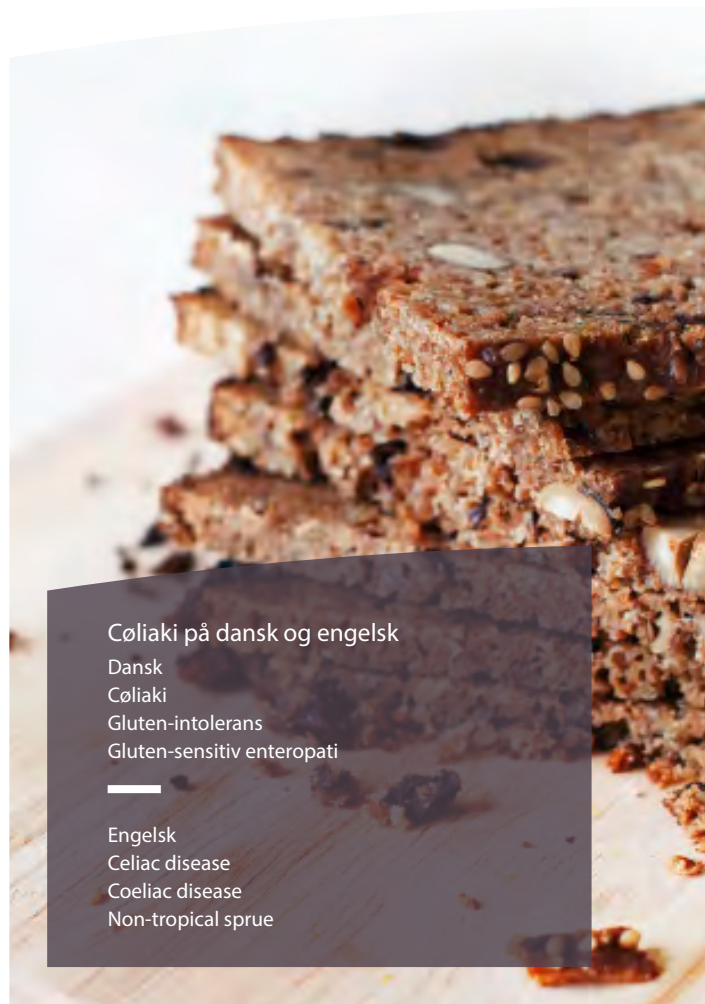 Cøliaki på dansk og engelsk
Dansk
Cøliaki
Gluten-intolerans
Gluten-sensitiv enteropati
Engelsk
Celiac disease
Coeliac disease
Non-tropical sprue